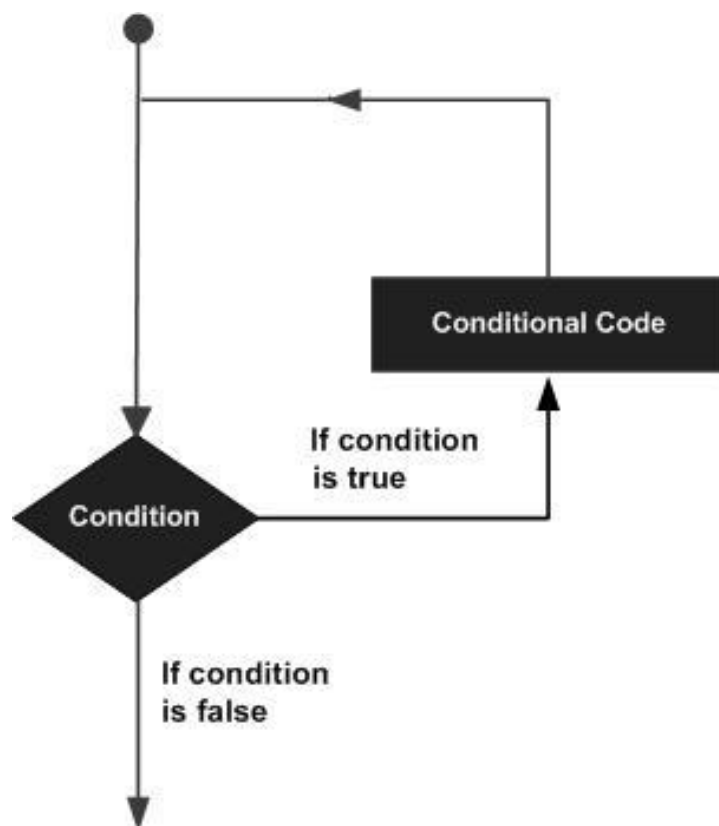 Conditional Code
If condition
is true
Condition
If condition
is false